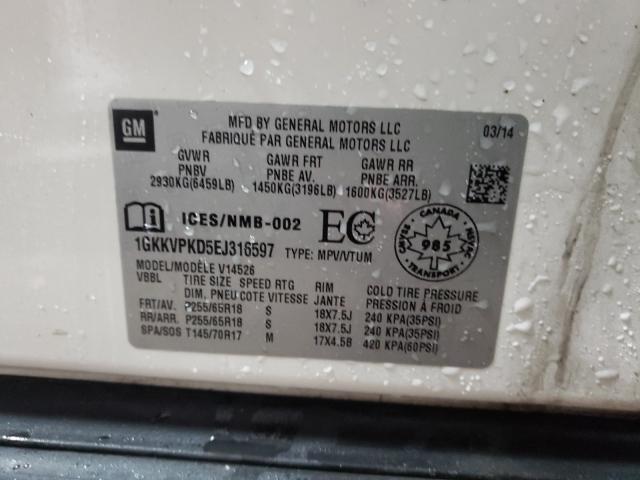 GM
MFD BY GENERAL MOTORS LLC 03/14
FABRIQUÉ PAR GENERAL MOTORS LLC
GVWR GAWR FRT GAWR RR
PNBV PNBE AV. PNBE ARR.
2930KG(6459LB) 1450KG(3196LB) 1600KG(3527LB)
ICES/NMB-002 EC
CANADA
985
TRANSPORT
1GKKVPKD5EJ316597 TYPE: MPV/VTUM
MODEL/MODÈLE V14526
VBBL TIRE SIZE SPEED RTG RIM COLD TIRE PRESSURE
DIM. PNEU COTE VITESSE JANTE PRESSION À FROID
FRT/AV. P255/65R18 S 18X7.5J 240 KPA(35PSI)
RR/ARR. P255/65R18 S 18X7.5J 240 KPA(35PSI)
SPA/SOS T145/70R17 M 17X4.5B 420 KPA(60PSI)